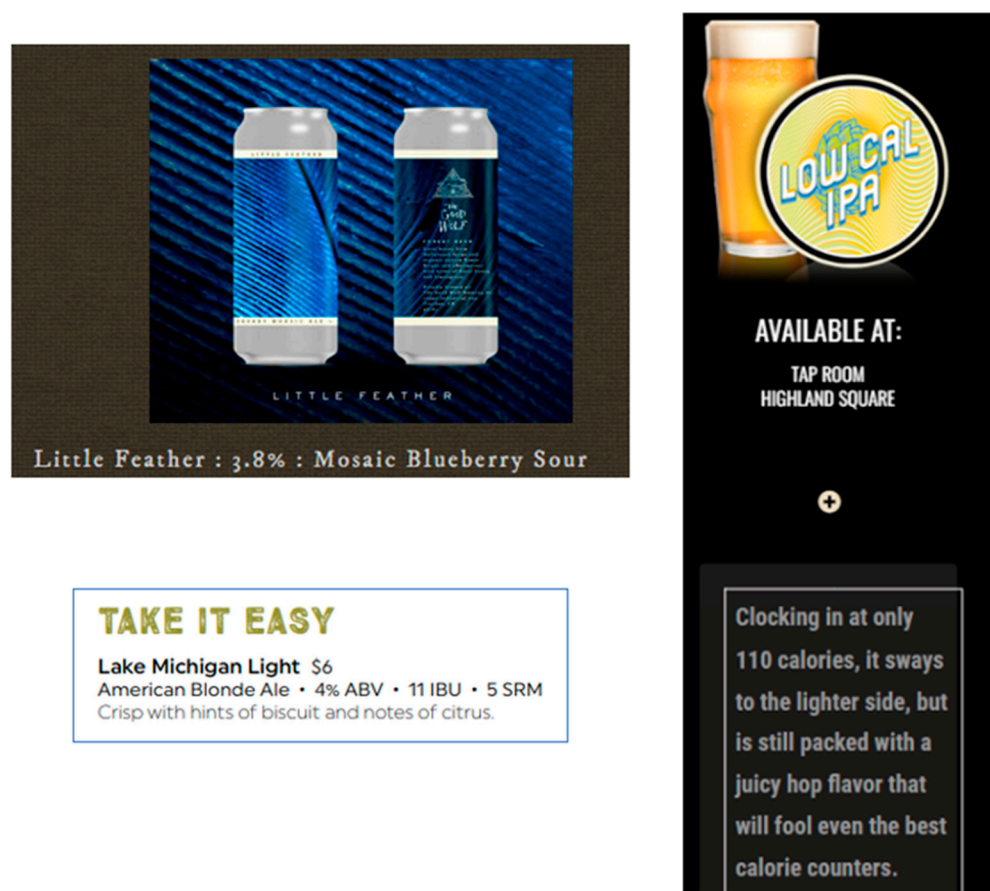 LITTLE FEATHER
THE
GOOD
WOLF
LITTLE FEATHER
Little Feather : 3.8% : Mosaic Blueberry Sour
TAKE IT EASY
Lake Michigan Light $6
American Blonde Ale • 4% ABV • 11 IBU • 5 SRM
Crisp with hints of biscuit and notes of citrus.
LOW CAL
IPA
AVAILABLE AT:
TAP ROOM
HIGHLAND SQUARE
Clocking in at only
110 calories, it sways
to the lighter side, but
is still packed with a
juicy hop flavor that
will fool even the best
calorie counters.